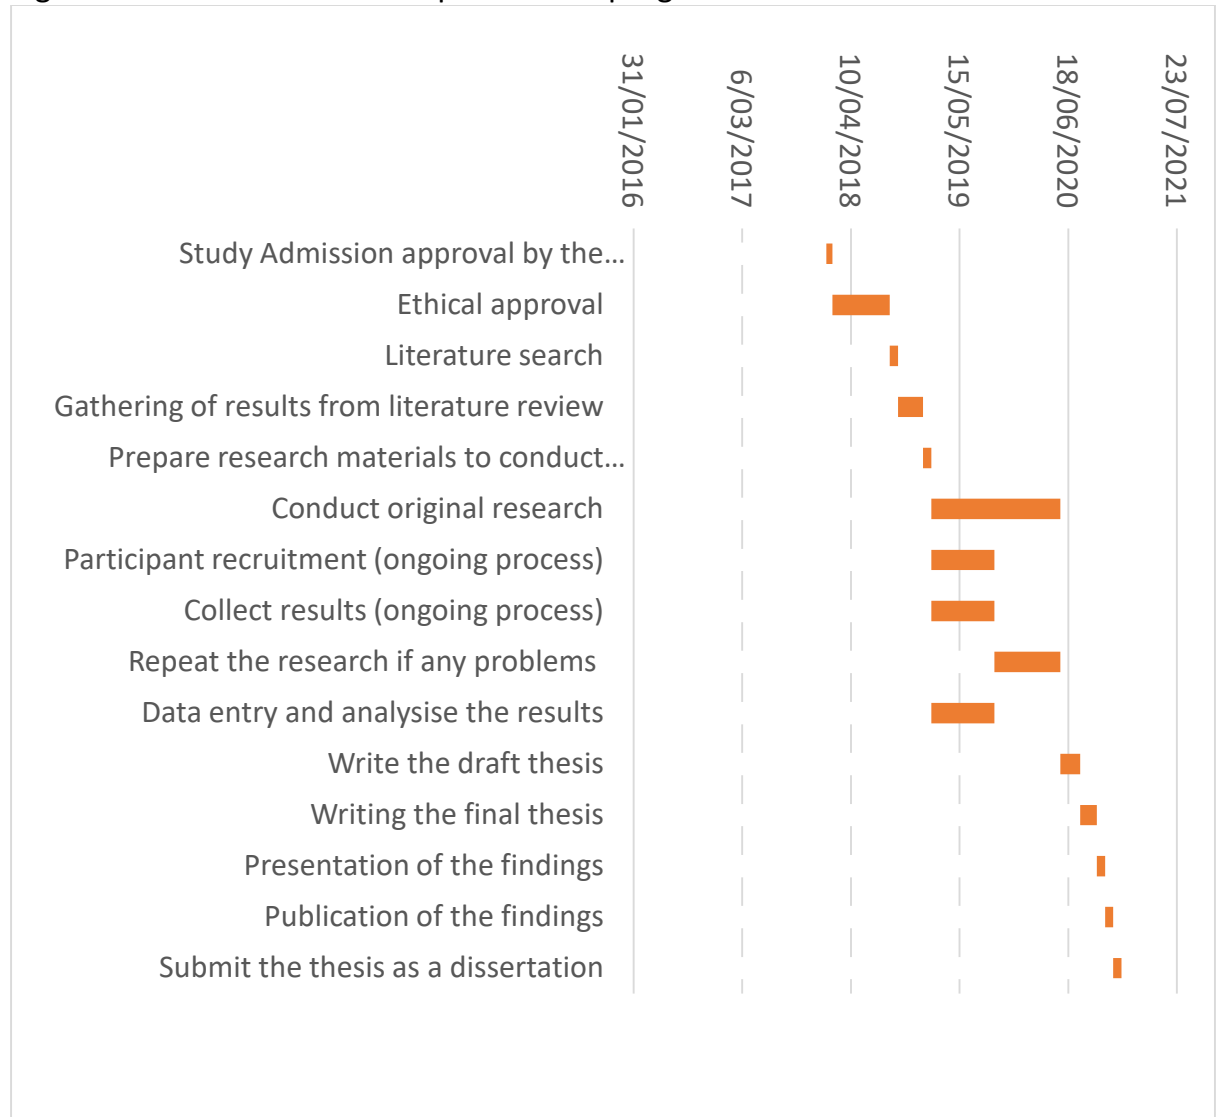 31/01/2016
6/03/2017
10/04/2018
15/05/2019
18/06/2020
23/07/2021
Study Admission approval by the...
Ethical approval
Literature search
Gathering of results from literature review
Prepare research materials to conduct...
Conduct original research
Participant recruitment (ongoing process)
Collect results (ongoing process)
Repeat the research if any problems
Data entry and analysise the results
Write the draft thesis
Writing the final thesis
Presentation of the findings
Publication of the findings
Submit the thesis as a dissertation